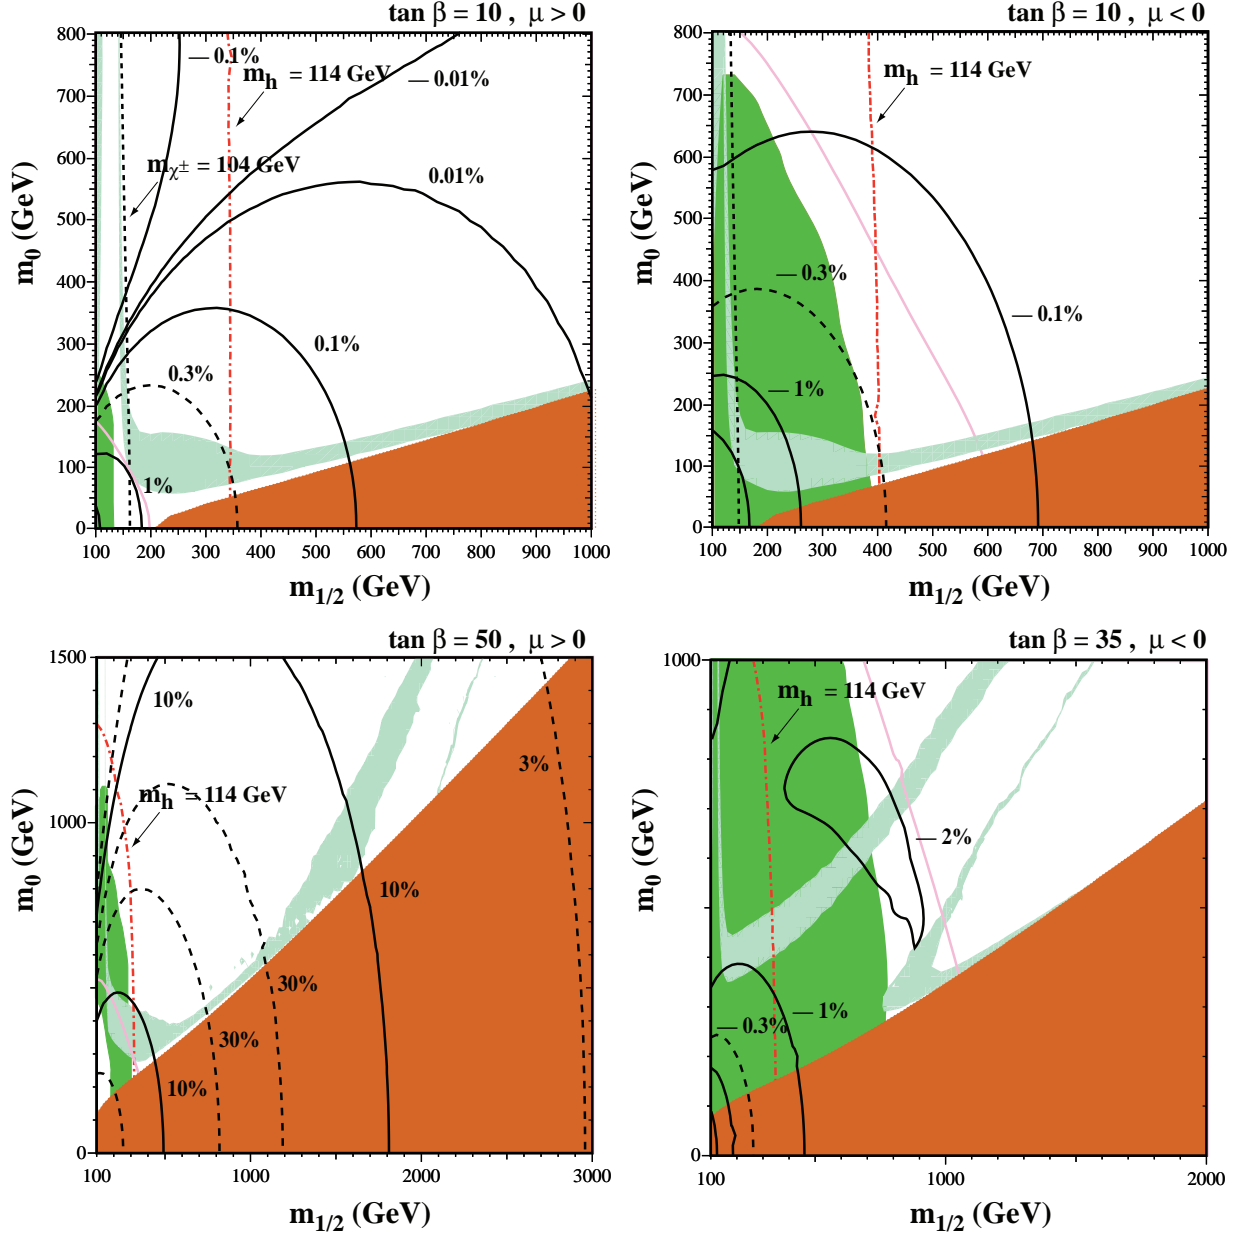 tan β = 10 , μ > 0
800
700
600
500
400
300
200
100
0
100 200 300 400 500 600 700 800 900 1000
m0 (GeV)
m1/2 (GeV)
— 0.1%
mh = 114 GeV
— 0.01%
mχ± = 104 GeV
0.01%
0.1%
0.3%
1%
tan β = 10 , μ < 0
800
700
600
500
400
300
200
100
0
100 200 300 400 500 600 700 800 900 1000
m0 (GeV)
m1/2 (GeV)
mh = 114 GeV
— 0.3%
— 0.1%
— 1%
tan β = 50 , μ > 0
1500
1000
0
100 1000 2000 3000
m0 (GeV)
m1/2 (GeV)
10%
3%
mh = 114 GeV
10%
30%
30%
10%
tan β = 35 , μ < 0
1000
0
100 1000 2000
m0 (GeV)
m1/2 (GeV)
mh = 114 GeV
— 2%
— 1%
— 0.3%